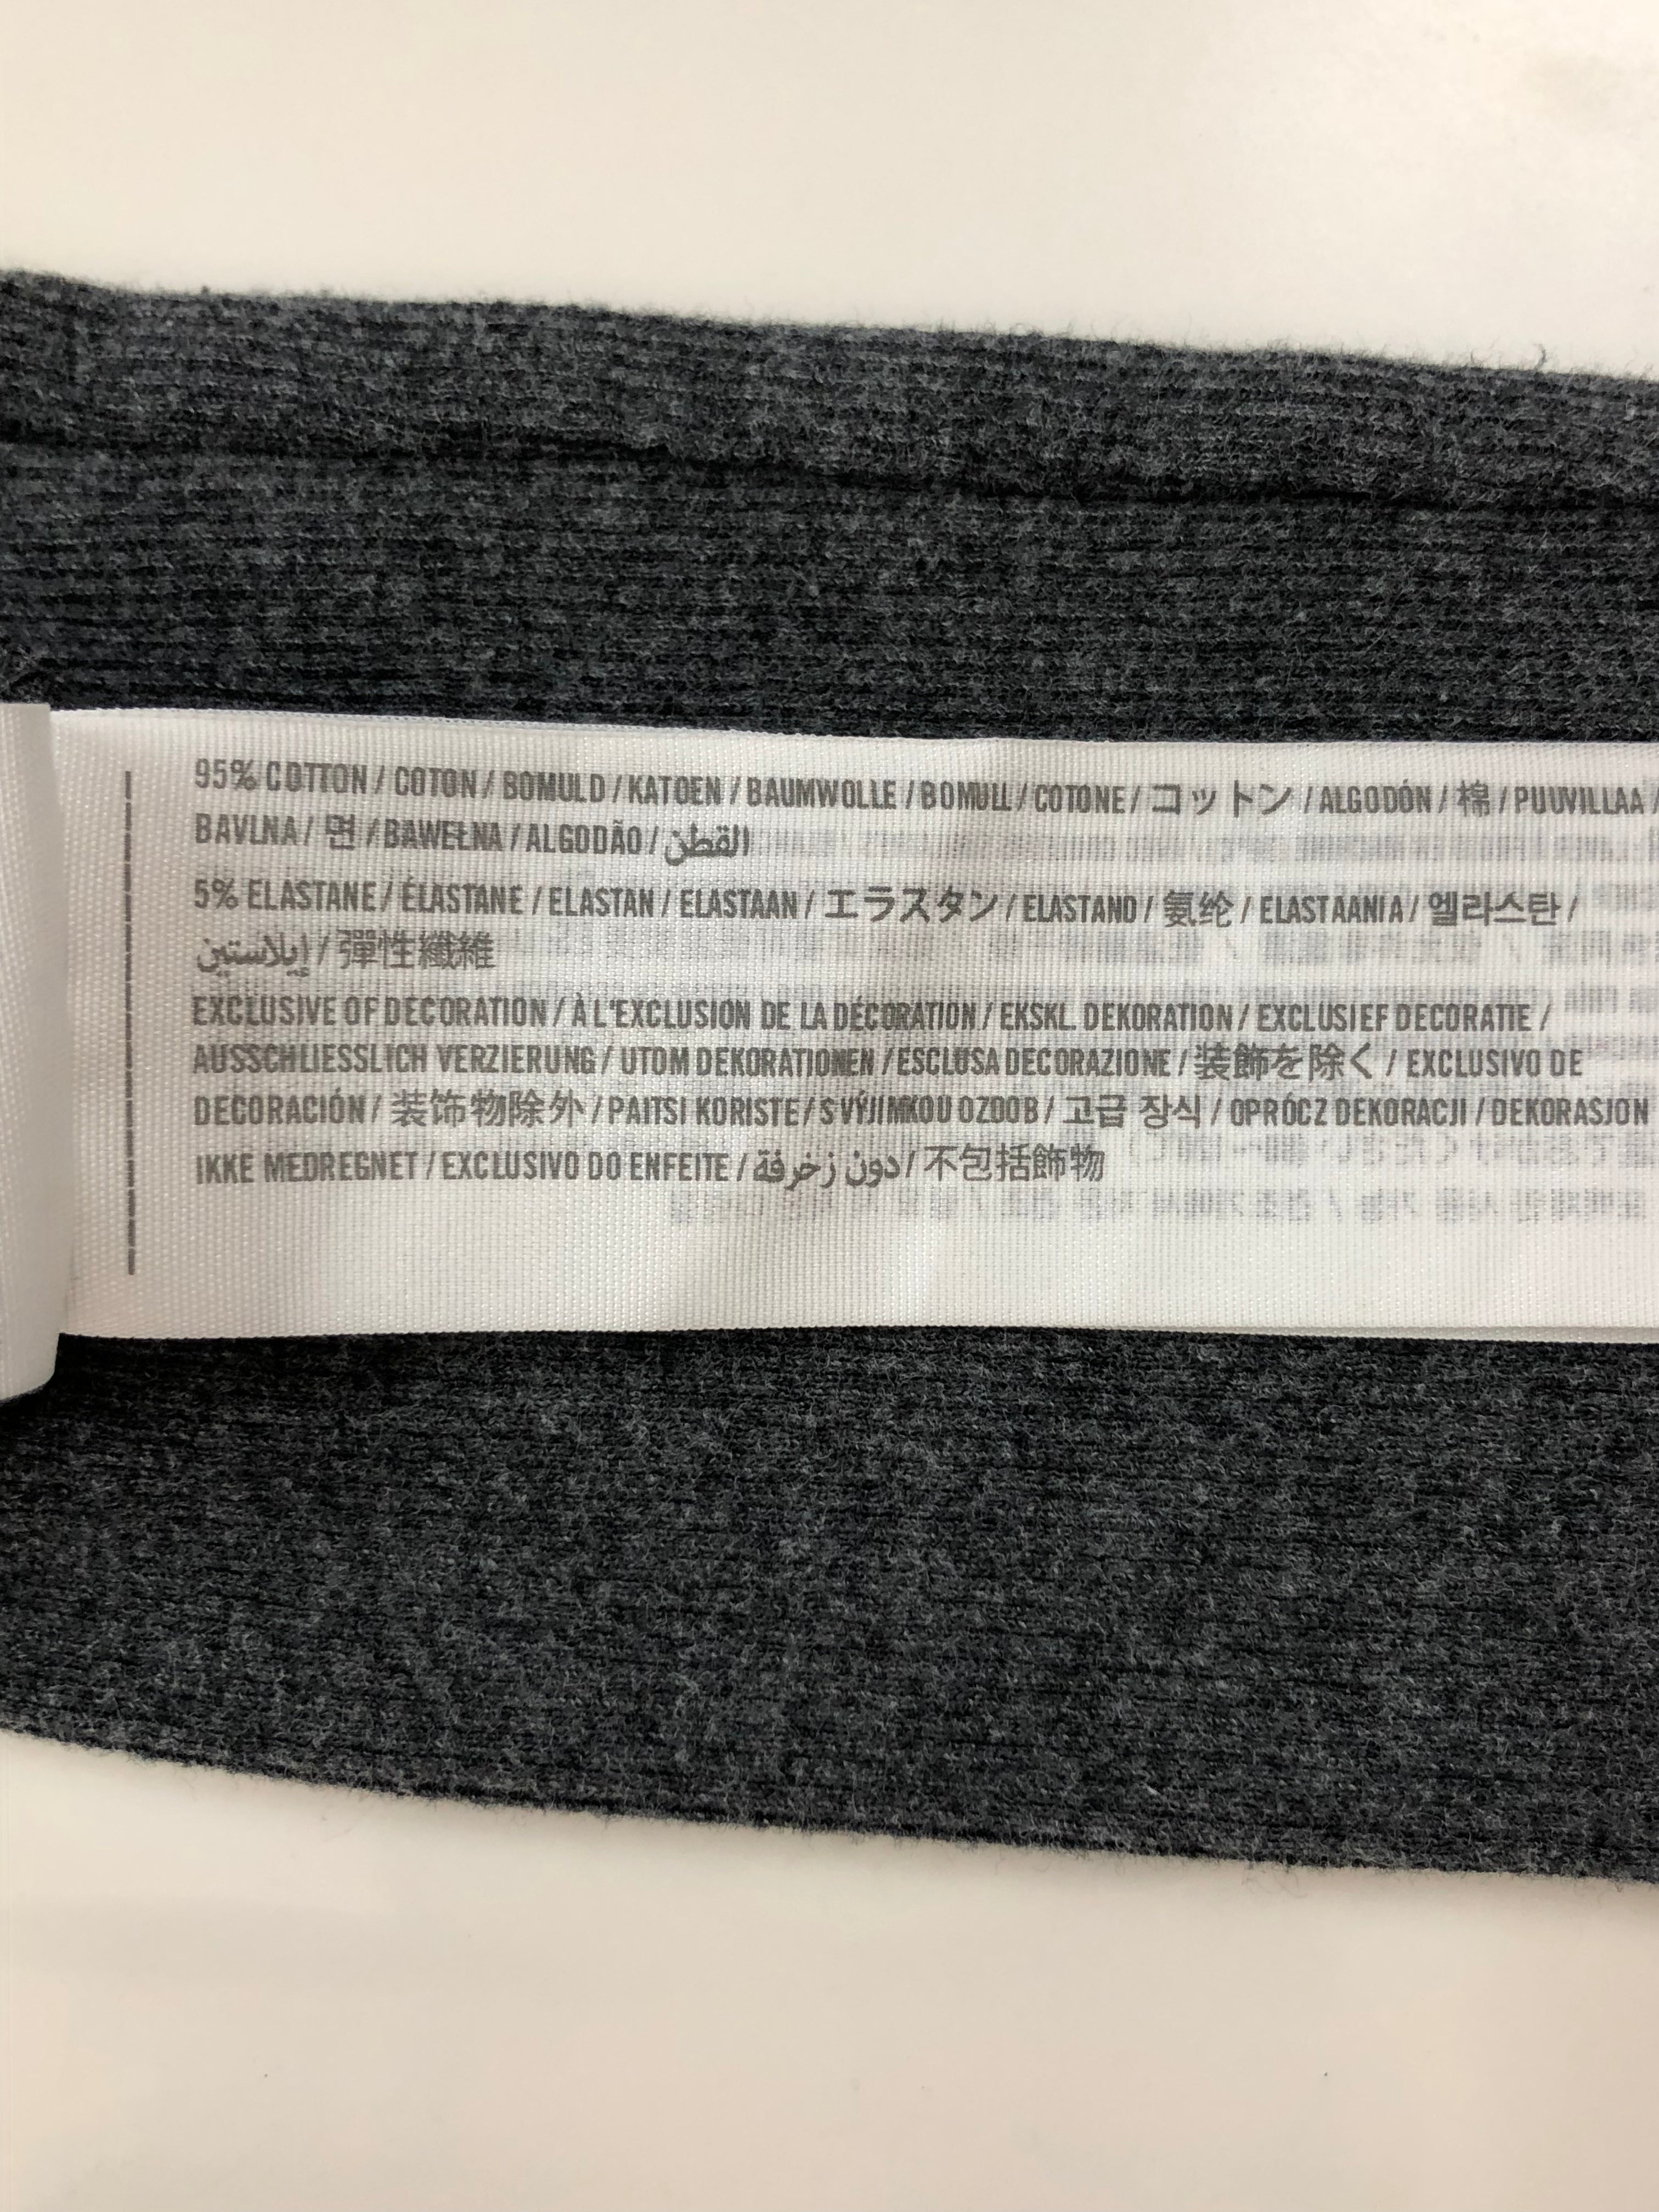 95% COTTON / COTON / BOMULD / KATOEN / BAUMWOLLE / BOMULL / COTONE / コットン / ALGODÓN / 棉 / PUUVILLAA /
BAVLNA / 면 / BAWEŁNA / ALGODÃO / القطن
5% ELASTANE / ÉLASTANE / ELASTAN / ELASTAAN / エラスタン / ELASTANO / 氨纶 / ELASTAANIA / 엘라스탄 /
إيلاستين / 彈性纖維
EXCLUSIVE OF DECORATION / À L'EXCLUSION DE LA DÉCORATION / EKSKL. DEKORATION / EXCLUSIEF DECORATIE /
AUSSCHLIESSLICH VERZIERUNG / UTOM DEKORATIONEN / ESCLUSA DECORAZIONE / 装飾を除く / EXCLUSIVO DE
DECORACIÓN / 装饰物除外 / PAITSI KORISTE / S VÝJIMKOU OZDOB / 고급 장식 / OPRÓCZ DEKORACJI / DEKORASJON
IKKE MEDREGNET / EXCLUSIVO DO ENFEITE / دون زخرفة / 不包括飾物